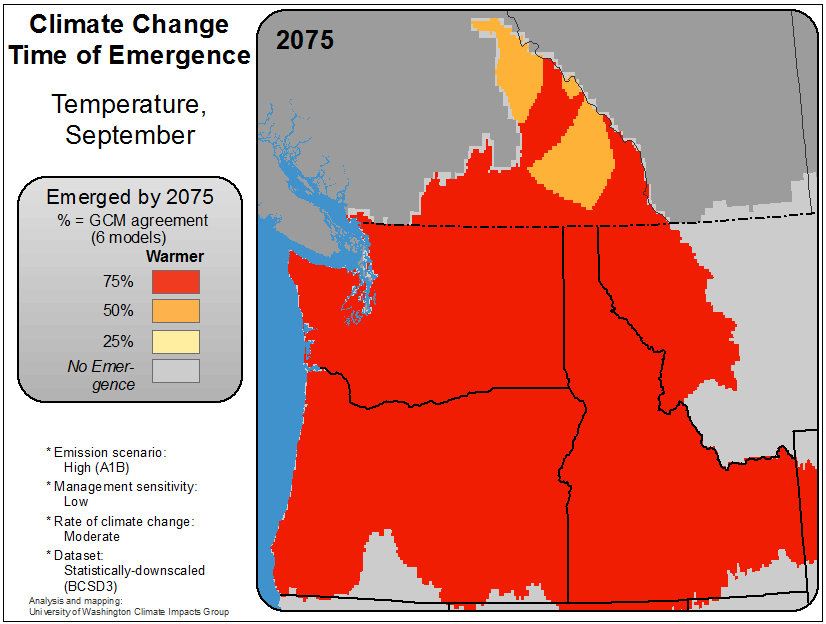 Climate Change
Time of Emergence
Temperature,
September
Emerged by 2075
% = GCM agreement
(6 models)
Warmer
75%
50%
25%
No Emer-
gence
* Emission scenario:
High (A1B)
* Management sensitivity:
Low
* Rate of climate change:
Moderate
* Dataset:
Statistically-downscaled
(BCSD3)
Analysis and mapping:
University of Washington Climate Impacts Group
2075